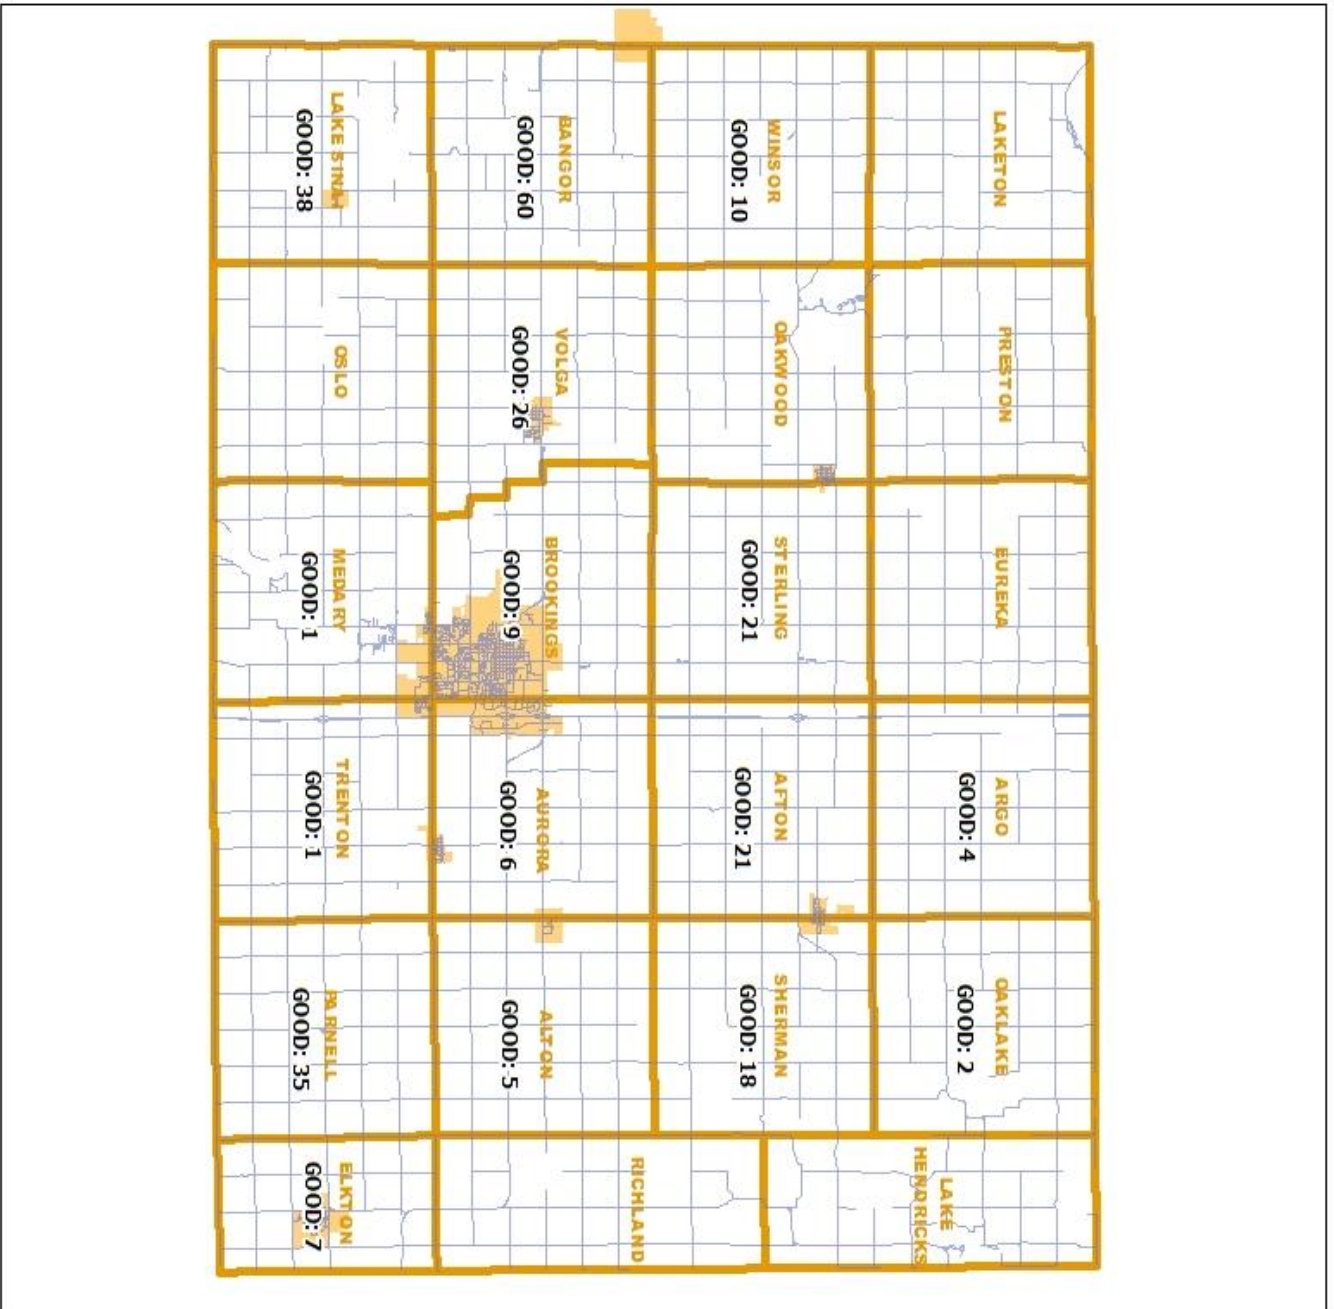 LAKETON
PRESTON
EUREKA
ARGO
GOOD: 4
OAKLAKE
GOOD: 2
LAKE
HENDRICKS
WINSOR
GOOD: 10
OAKWOOD
STERLING
GOOD: 21
AFTON
GOOD: 21
SHERMAN
GOOD: 18
RICHLAND
BANGOR
GOOD: 60
VOLGA
GOOD: 26
BROOKINGS
GOOD: 9
AURORA
GOOD: 6
ALTON
GOOD: 5
LAKE SINAI
GOOD: 38
OSLO
MEDARY
GOOD: 1
TRENTON
GOOD: 1
PARNELL
GOOD: 35
ELKTON
GOOD: 7